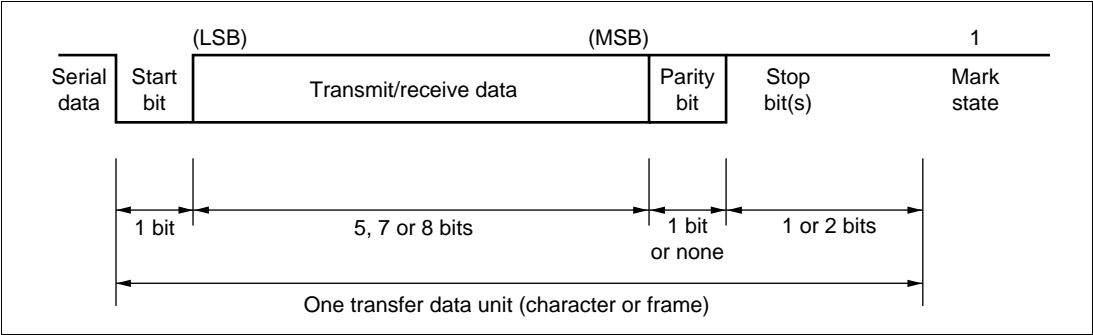 (LSB) (MSB) 1
Serial Start Transmit/receive data Parity Stop Mark
data bit bit bit(s) state
1 bit 5, 7 or 8 bits 1 bit 1 or 2 bits
or none
One transfer data unit (character or frame)